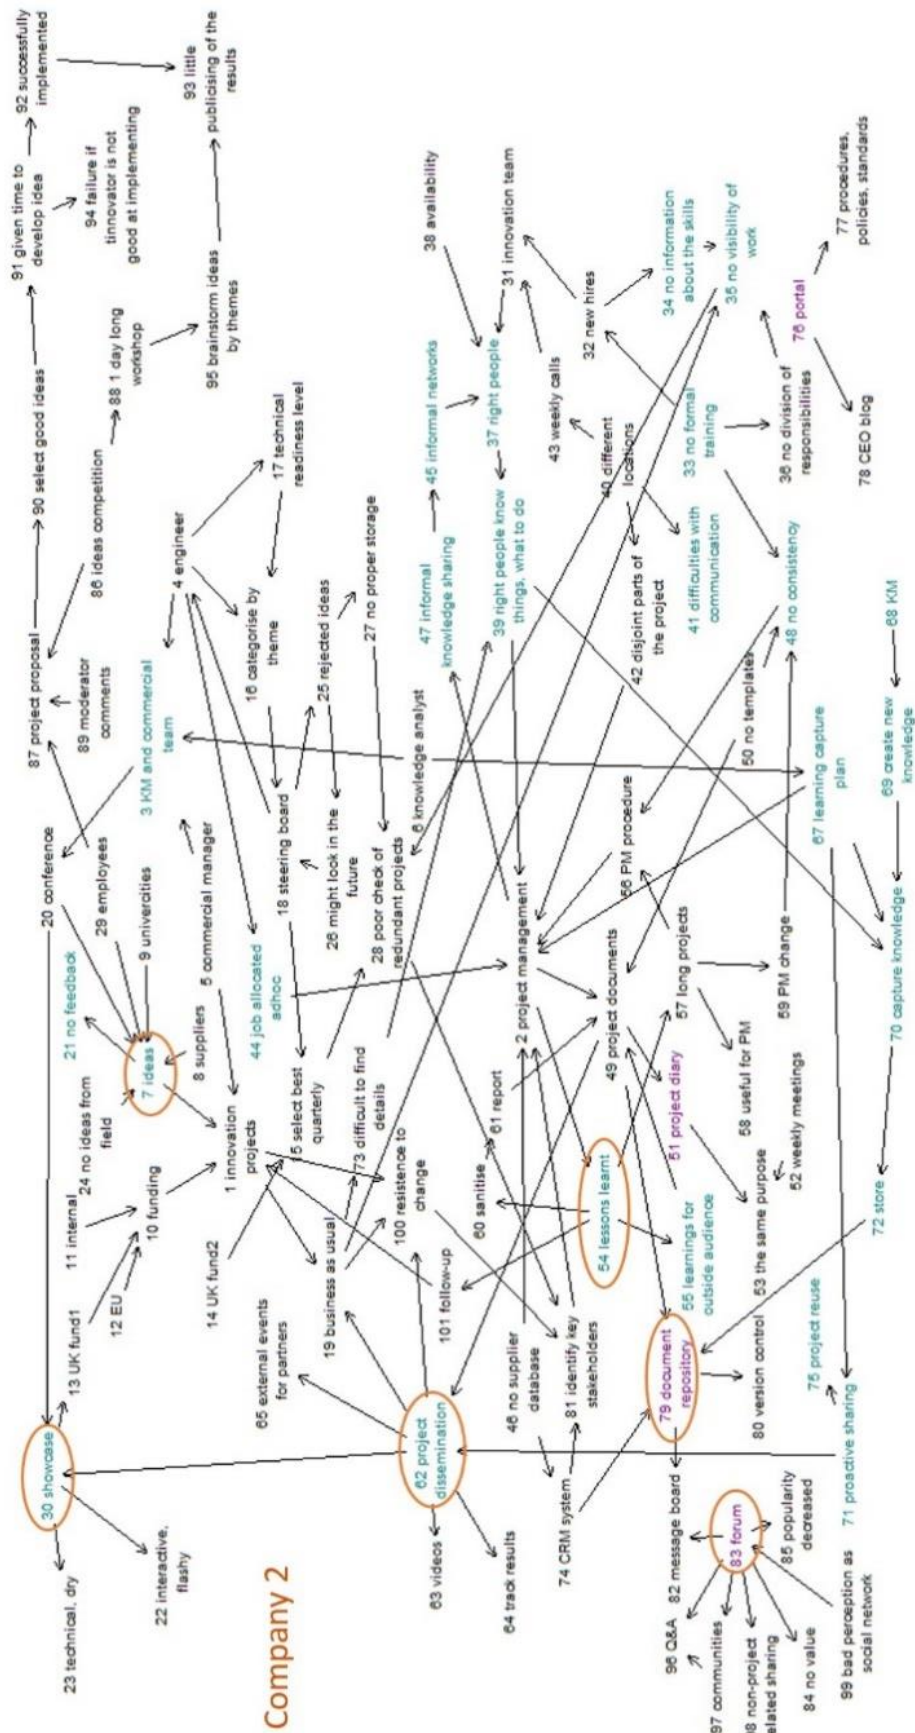 23 technical, dry
22 interactive,
flashy
30 showcase
13 UK fund1
12 EU
11 internal
10 funding
24 no ideas from
field
7 ideas
21 no feedback
20 conference
29 employees
9 univercities
8 suppliers
5 commercial manager
3 KM and commercial
team
87 project proposal
89 moderator
comments
86 ideas competition
90 select good ideas
88 1 day long
workshop
91 given time to
develop idea
94 failure if
tinnovator is not
good at implementing
92 successfully
implemented
93 little
publicising of the
results
95 brainstorm ideas
by themes
4 engineer
16 categorise by
theme
17 technical
readiness level
14 UK fund2
1 innovation
projects
44 job allocated
adhoc
18 steering board
25 rejected ideas
26 might look in the
future
27 no proper storage
28 poor check of
redundant projects
6 knowledge analyst
15 select best
quarterly
Company 2
65 external events
for partners
19 business as usual
73 difficult to find
details
100 resistence to
change
101 follow-up
62 project
dissemination
63 videos
64 track results
47 informal
knowledge sharing
45 informal networks
38 availability
39 right people know
things, what to do
37 right people
31 innovation team
43 weekly calls
32 new hires
40 different
locations
42 disjoint parts of
the project
41 difficulties with
communication
33 no formal
training
34 no information
about the skills
35 no visibility of
work
36 no division of
responsibilities
76 portal
77 procedures,
policies, standards
78 CEO blog
2 project management
60 sanitise
61 report
46 no supplier
database
81 identify key
stakeholders
74 CRM system
54 lessons learnt
49 project documents
56 PM procedure
50 no templates
48 no consistency
57 long projects
51 project diary
58 useful for PM
59 PM change
52 weekly meetings
53 the same purpose
55 learnings for
outside audience
79 document
repository
80 version control
82 message board
83 forum
85 popularity
decreased
96 Q&A
97 communities
non-project
sharing
84 no value
99 bad perception as
social network
71 proactive sharing
75 project reuse
72 store
70 capture knowledge
67 learning capture
plan
69 create new
knowledge
68 KM